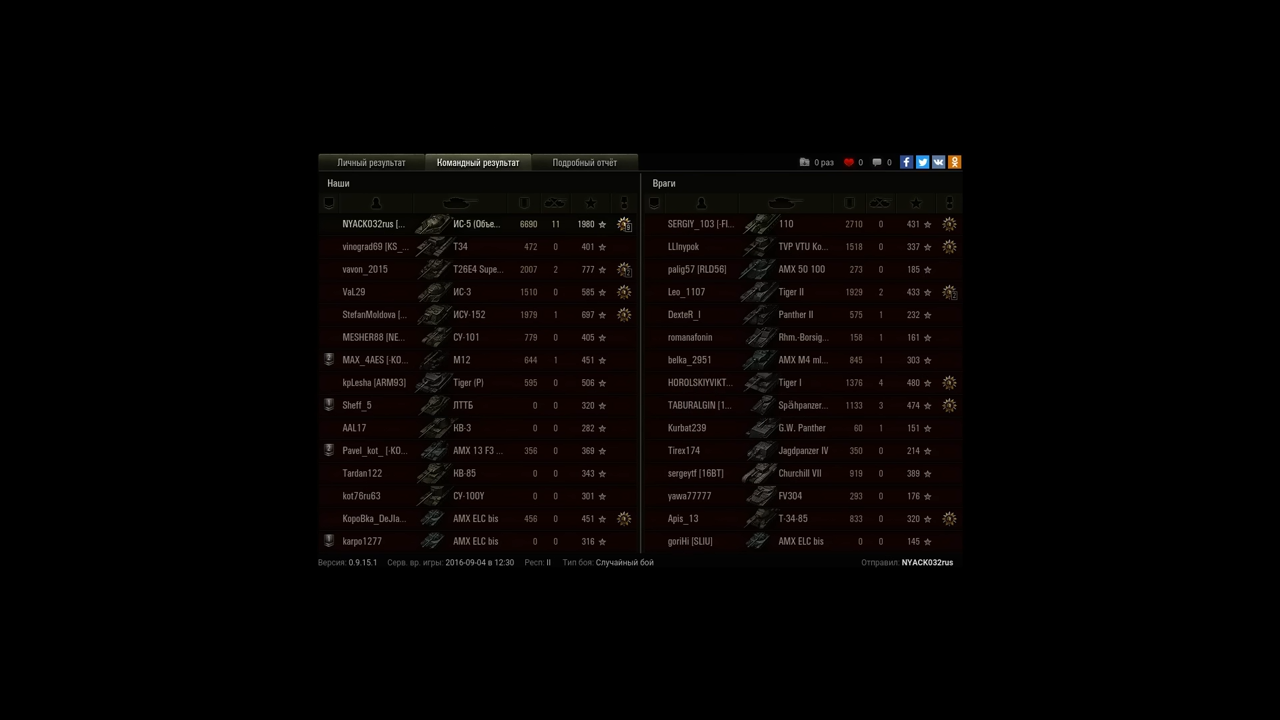 Личный результат Командный результат Подробный отчёт 0 раз 0 0
Наши Враги
NYACK032rus [... ИС-5 (Объе... 6690 11 1980 SERGIY_103 [-FI... 110 2710 0 431
vinograd69 [KS_... T34 472 0 401 LLInypok TVP VTU Ko... 1518 0 337
vavon_2015 T26E4 Supe... 2007 2 777 palig57 [RLD56] AMX 50 100 273 0 185
VaL29 ИС-3 1510 0 585 Leo_1107 Tiger II 1929 2 433
StefanMoldova [... ИСУ-152 1979 1 697 DexteR_I Panther II 575 1 232
MESHER88 [NE... СУ-101 779 0 405 romanafonin Rhm.-Borsig... 158 1 161
MAX_4AES [-KO... M12 644 1 451 belka_2951 AMX M4 ml... 845 1 303
kpLesha [ARM93] Tiger (P) 595 0 506 HOROLSKIYVIKT... Tiger I 1376 4 480
Sheff_5 ЛТТБ 0 0 320 TABURALGIN [1... Spähpanzer... 1133 3 474
AAL17 КВ-3 0 0 282 Kurbat239 G.W. Panther 60 1 151
Pavel_kot_ [-KO... AMX 13 F3 ... 356 0 369 Tirex174 Jagdpanzer IV 350 0 214
Tardan122 КВ-85 0 0 343 sergeytf [16BT] Churchill VII 919 0 389
kot76ru63 СУ-100Y 0 0 301 yawa77777 FV304 293 0 176
KopoBka_DeJIa... AMX ELC bis 456 0 451 Apis_13 Т-34-85 833 0 320
karpo1277 AMX ELC bis 0 0 316 goriHi [SLIU] AMX ELC bis 0 0 145
Версия: 0.9.15.1 Серв. вр. игры: 2016-09-04 в 12:30 Респ: II Тип боя: Случайный бой Отправил: NYACK032rus